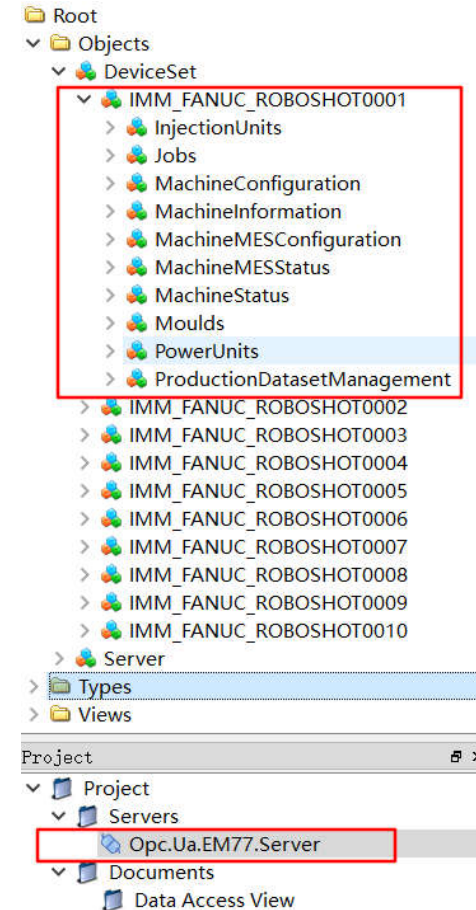 Root
Objects
DeviceSet
IMM_FANUC_ROBOSHOT0001
InjectionUnits
Jobs
MachineConfiguration
MachineInformation
MachineMESConfiguration
MachineMESStatus
MachineStatus
Moulds
PowerUnits
ProductionDatasetManagement
IMM_FANUC_ROBOSHOT0002
IMM_FANUC_ROBOSHOT0003
IMM_FANUC_ROBOSHOT0004
IMM_FANUC_ROBOSHOT0005
IMM_FANUC_ROBOSHOT0006
IMM_FANUC_ROBOSHOT0007
IMM_FANUC_ROBOSHOT0008
IMM_FANUC_ROBOSHOT0009
IMM_FANUC_ROBOSHOT0010
Server
Types
Views
Project
Project
Servers
Opc.Ua.EM77.Server
Documents
Data Access View